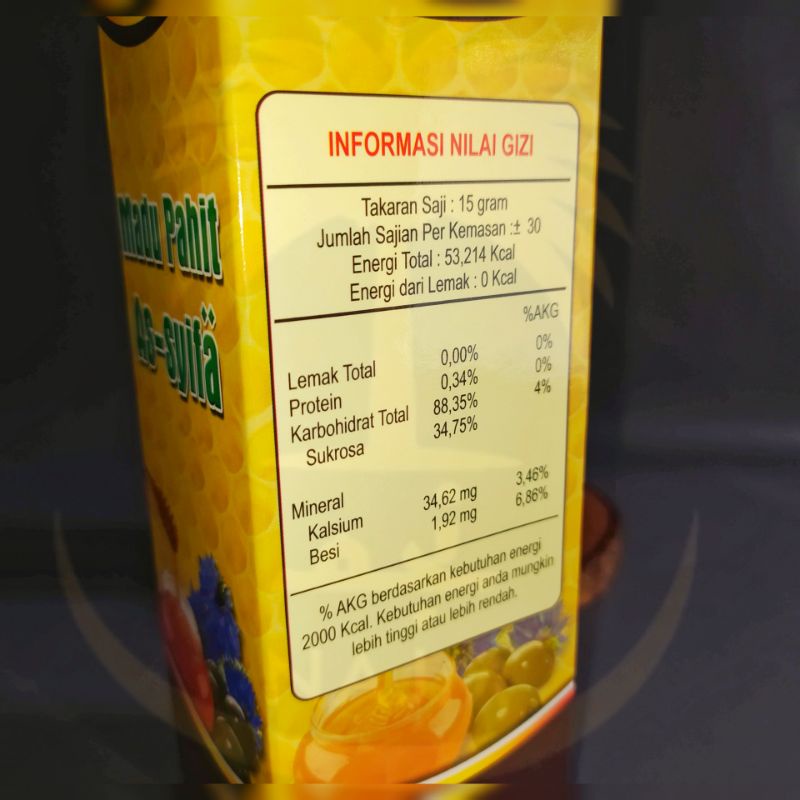 Madu Pahit
As-syifa
INFORMASI NILAI GIZI
Takaran Saji : 15 gram
Jumlah Sajian Per Kemasan :± 30
Energi Total : 53,214 Kcal
Energi dari Lemak : 0 Kcal
%AKG
Lemak Total 0,00% 0%
Protein 0,34% 0%
Karbohidrat Total 88,35% 4%
Sukrosa 34,75%
Mineral
Kalsium 34,62 mg 3,46%
Besi 1,92 mg 6,86%
% AKG berdasarkan kebutuhan energi
2000 Kcal. Kebutuhan energi anda mungkin
lebih tinggi atau lebih rendah.